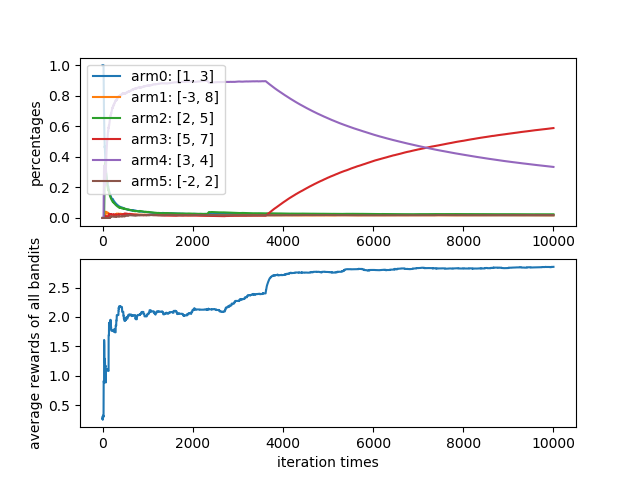 percentages
1.0
0.8
0.6
0.4
0.2
0.0
arm0: [1, 3]
arm1: [-3, 8]
arm2: [2, 5]
arm3: [5, 7]
arm4: [3, 4]
arm5: [-2, 2]
0 2000 4000 6000 8000 10000
average rewards of all bandits
2.5
2.0
1.5
1.0
0.5
0 2000 4000 6000 8000 10000
iteration times